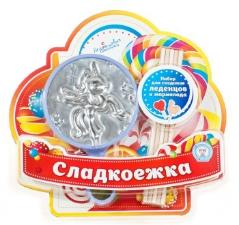 Набор для создания
леденцов и
мармелада
Сладкоежка